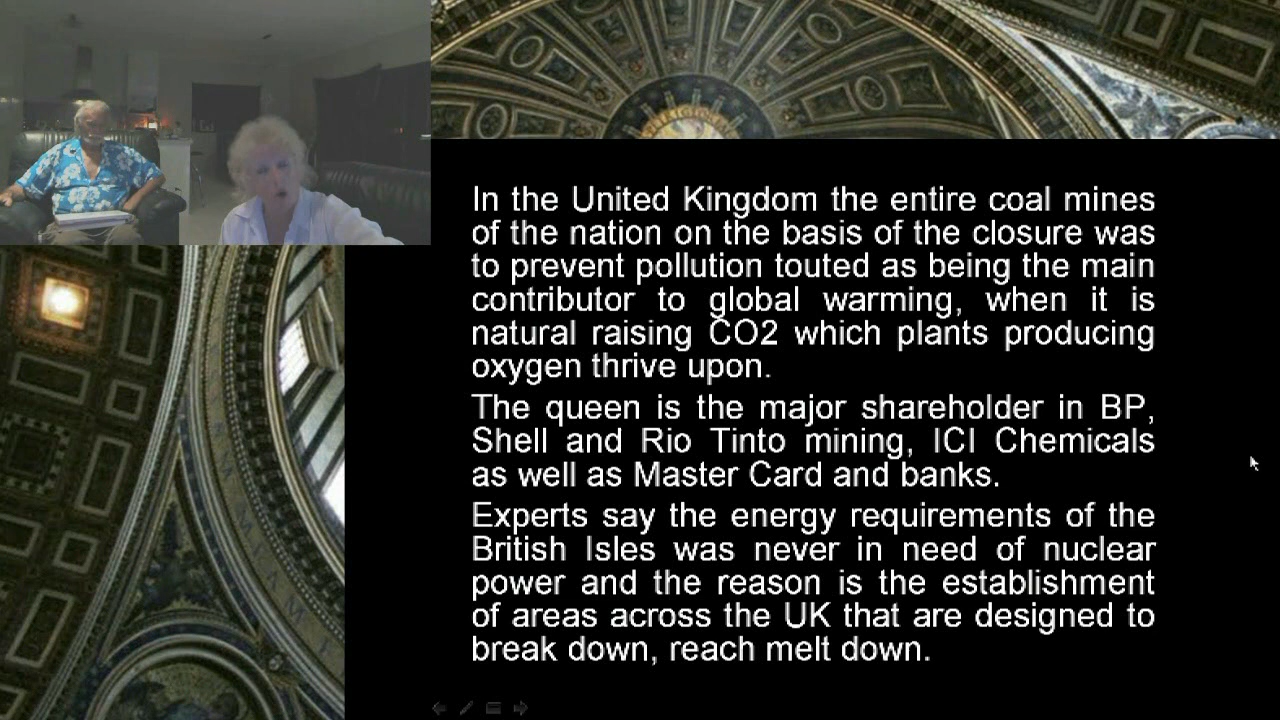 In the United Kingdom the entire coal mines
of the nation on the basis of the closure was
to prevent pollution touted as being the main
contributor to global warming, when it is
natural raising CO2 which plants producing
oxygen thrive upon.
The queen is the major shareholder in BP,
Shell and Rio Tinto mining, ICI Chemicals
as well as Master Card and banks.
Experts say the energy requirements of the
British Isles was never in need of nuclear
power and the reason is the establishment
of areas across the UK that are designed to
break down, reach melt down.